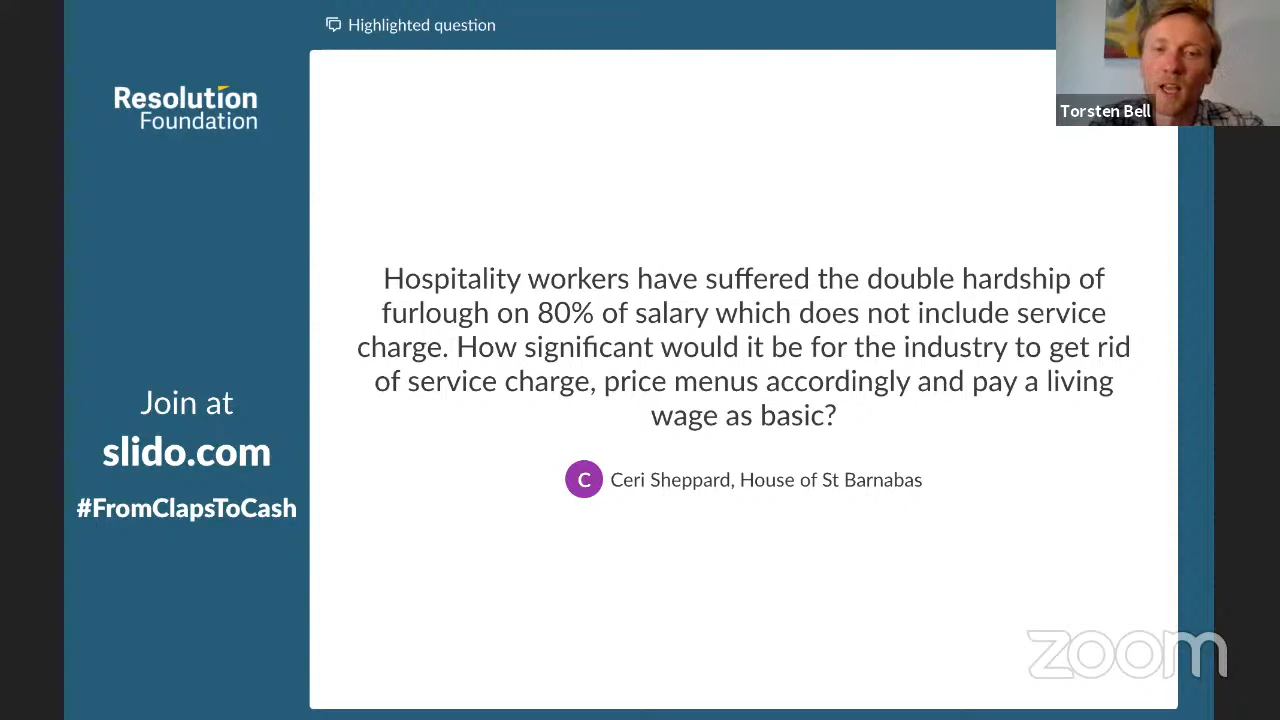 Highlighted question
Resolution
Foundation
Torsten Bell
Hospitality workers have suffered the double hardship of
furlough on 80% of salary which does not include service
charge. How significant would it be for the industry to get rid
of service charge, price menus accordingly and pay a living
wage as basic?
C Ceri Sheppard, House of St Barnabas
Join at
slido.com
#FromClapsToCash
zoom